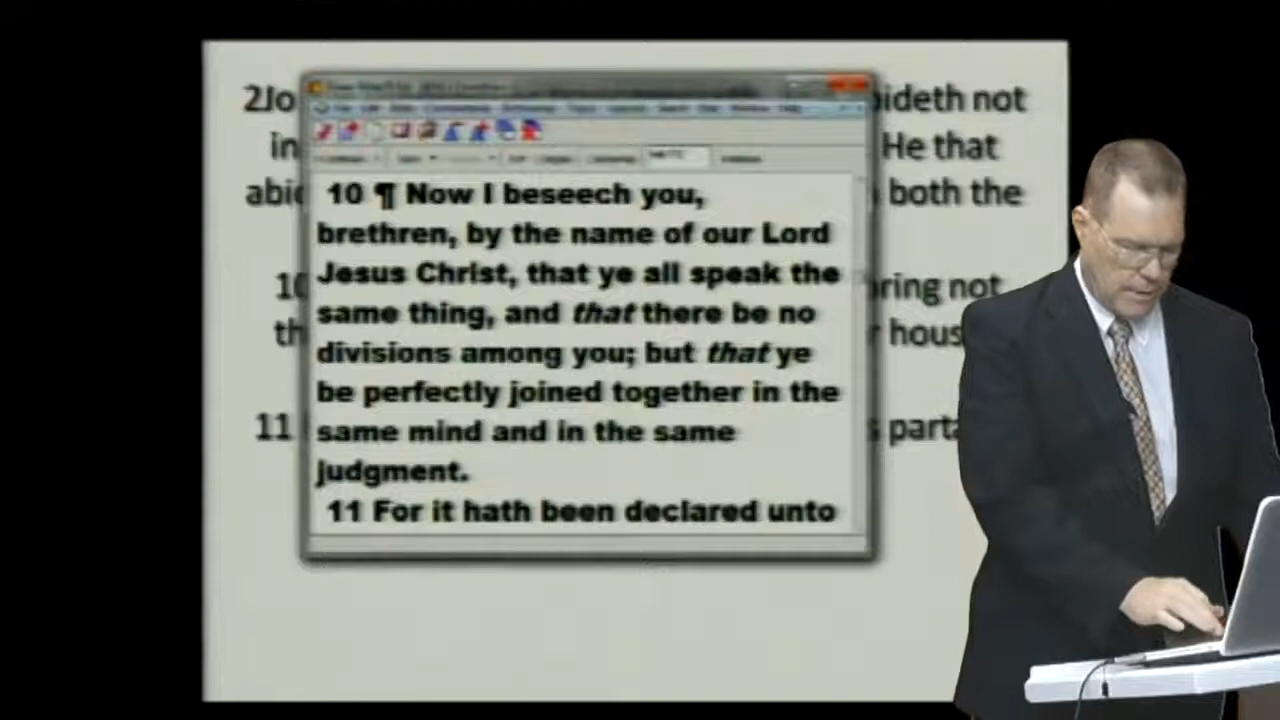 2Jo
ideth not
in
He that
abi
both the
10 ¶ Now I beseech you,
brethren, by the name of our Lord
Jesus Christ, that ye all speak the
same thing, and that there be no
divisions among you; but that ye
be perfectly joined together in the
same mind and in the same
judgment.
11 For it hath been declared unto
10
ring not
th
hous
11
part